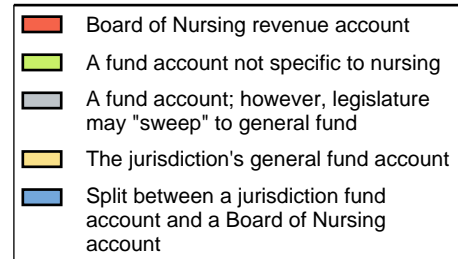 Board of Nursing revenue account
A fund account not specific to nursing
A fund account; however, legislature
may "sweep" to general fund
The jurisdiction's general fund account
Split between a jurisdiction fund
account and a Board of Nursing
account